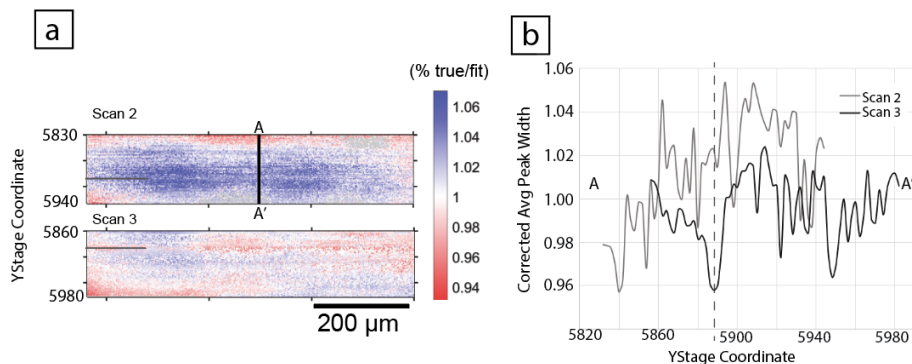 a
(% true/fit)
Scan 2
A
5830
5940
A'
Scan 3
5860
5980
YStage Coordinate
1.06
1.04
1.02
1
0.98
0.96
0.94
200 µm
b
Corrected Avg Peak Width
1.06
1.04
1.02
1.00
0.98
0.96
Scan 2
Scan 3
A
A'
5820
5860
5900
5940
5980
YStage Coordinate